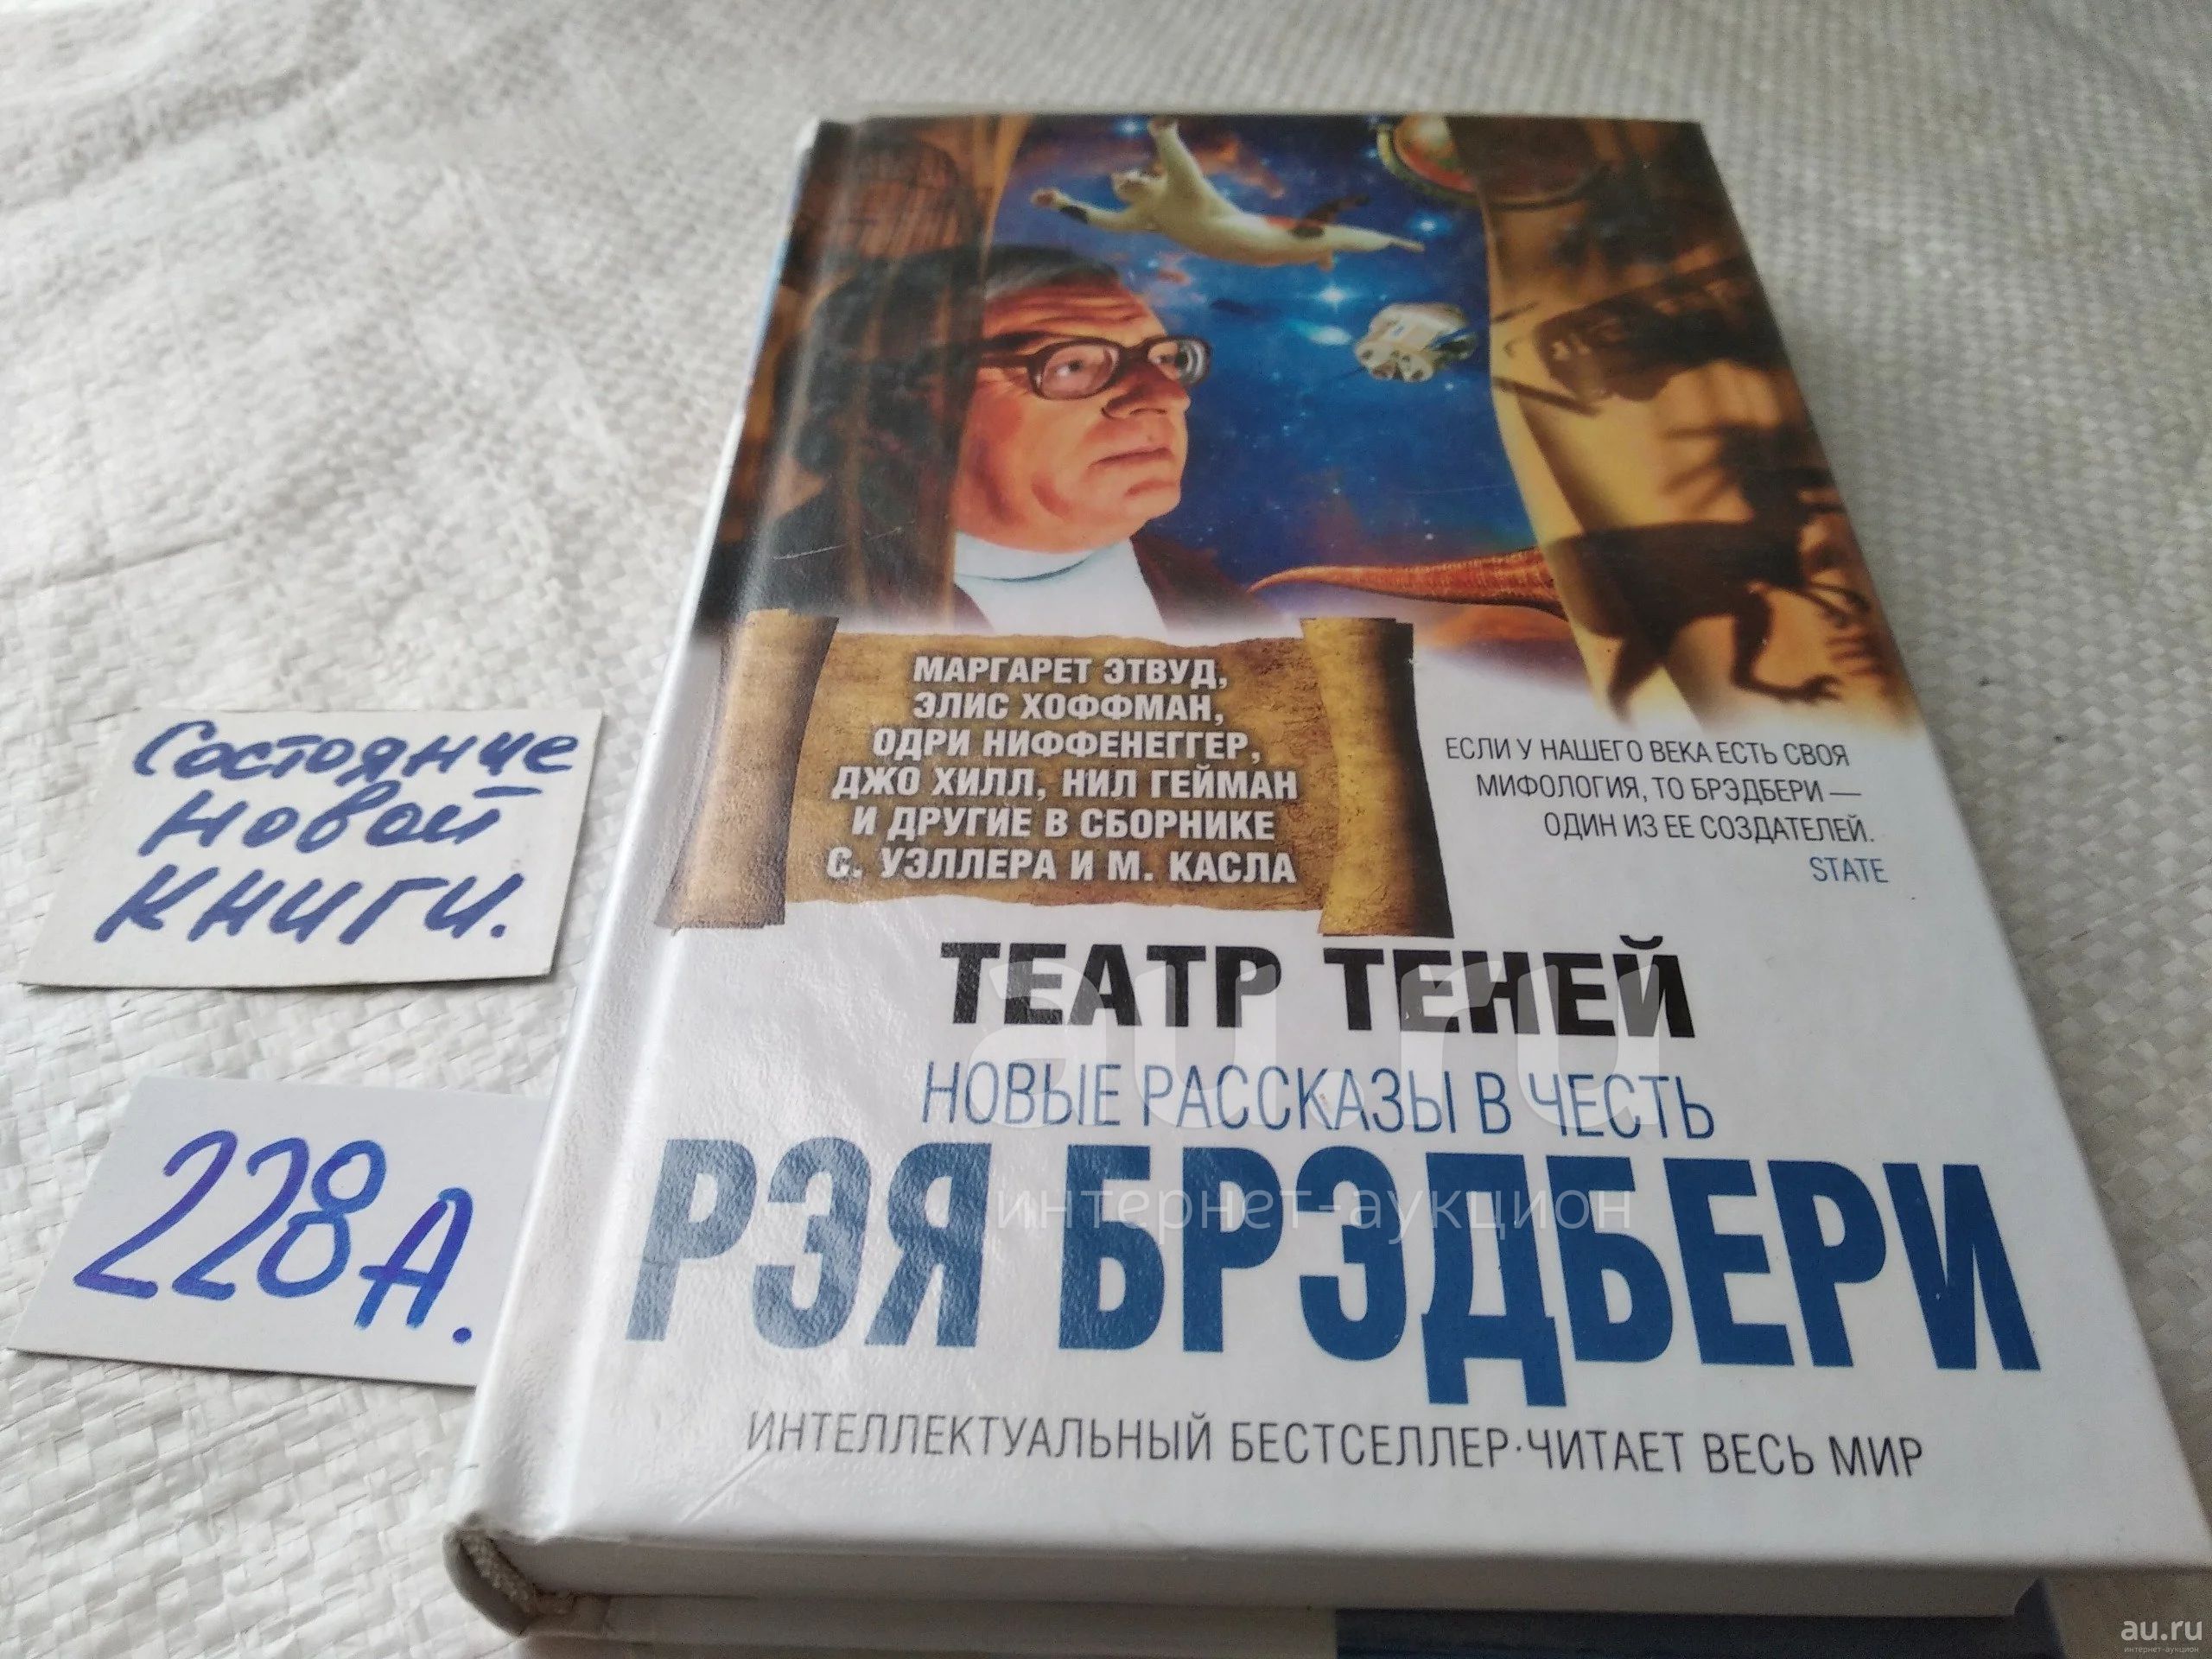 МАРГАРЕТ ЭТВУД,
ЭЛИС ХОФФМАН,
ОДРИ НИФФЕНЕГГЕР,
ДЖО ХИЛЛ, НИЛ ГЕЙМАН
И ДРУГИЕ В СБОРНИКЕ
С. УЭЛЛЕРА И М. КАСЛА
ЕСЛИ У НАШЕГО ВЕКА ЕСТЬ СВОЯ
МИФОЛОГИЯ, ТО БРЭДБЕРИ —
ОДИН ИЗ ЕЕ СОЗДАТЕЛЕЙ.
STATE
Состояние
новой
книги.
ТЕАТР ТЕНЕЙ
au.ru
НОВЫЕ РАССКАЗЫ В ЧЕСТЬ
РЭЯ БРЭДБЕРИ
интернет-аукцион
228А.
ИНТЕЛЛЕКТУАЛЬНЫЙ БЕСТСЕЛЛЕР·ЧИТАЕТ ВЕСЬ МИР
au.ru
интернет-аукцион